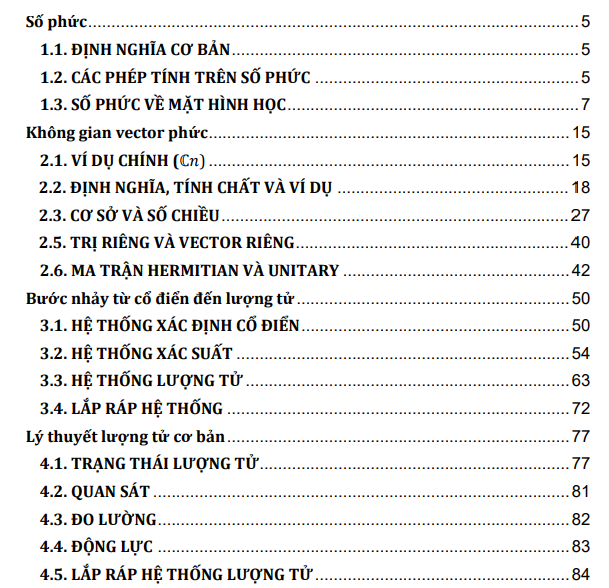 Số phức 5
1.1. ĐỊNH NGHĨA CƠ BẢN 5
1.2. CÁC PHÉP TÍNH TRÊN SỐ PHỨC 5
1.3. SỐ PHỨC VỀ MẶT HÌNH HỌC 7
Không gian vector phức 15
2.1. VÍ DỤ CHÍNH (ℂ𝑛) 15
2.2. ĐỊNH NGHĨA, TÍNH CHẤT VÀ VÍ DỤ 18
2.3. CƠ SỞ VÀ SỐ CHIỀU 27
2.5. TRỊ RIÊNG VÀ VECTOR RIÊNG 40
2.6. MA TRẬN HERMITIAN VÀ UNITARY 42
Bước nhảy từ cổ điển đến lượng tử 50
3.1. HỆ THỐNG XÁC ĐỊNH CỔ ĐIỂN 50
3.2. HỆ THỐNG XÁC SUẤT 54
3.3. HỆ THỐNG LƯỢNG TỬ 63
3.4. LẮP RÁP HỆ THỐNG 72
Lý thuyết lượng tử cơ bản 77
4.1. TRẠNG THÁI LƯỢNG TỬ 77
4.2. QUAN SÁT 81
4.3. ĐO LƯỜNG 82
4.4. ĐỘNG LỰC 83
4.5. LẮP RÁP HỆ THỐNG LƯỢNG TỬ 84